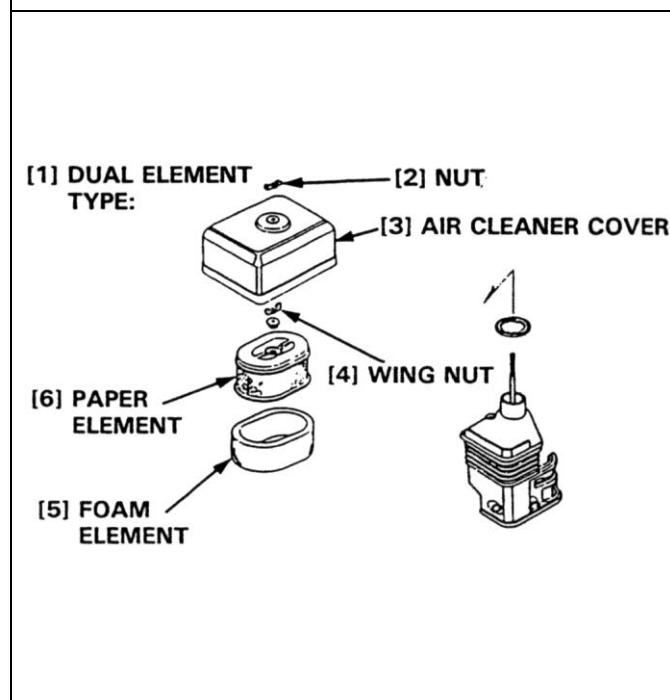 [1] DUAL ELEMENT
TYPE:
[2] NUT
[3] AIR CLEANER COVER
[4] WING NUT
[6] PAPER
ELEMENT
[5] FOAM
ELEMENT